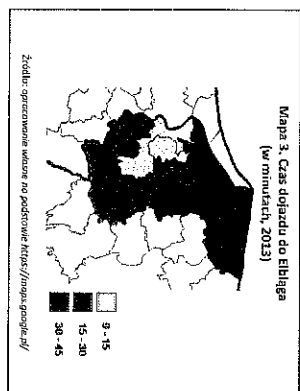 Mapa 3. Czas dojazdu do Elbląga
(w minutach, 2013)
9 - 15
15 - 30
30 - 45
Źródło: opracowanie własne na podstawie https://maps.google.pl/